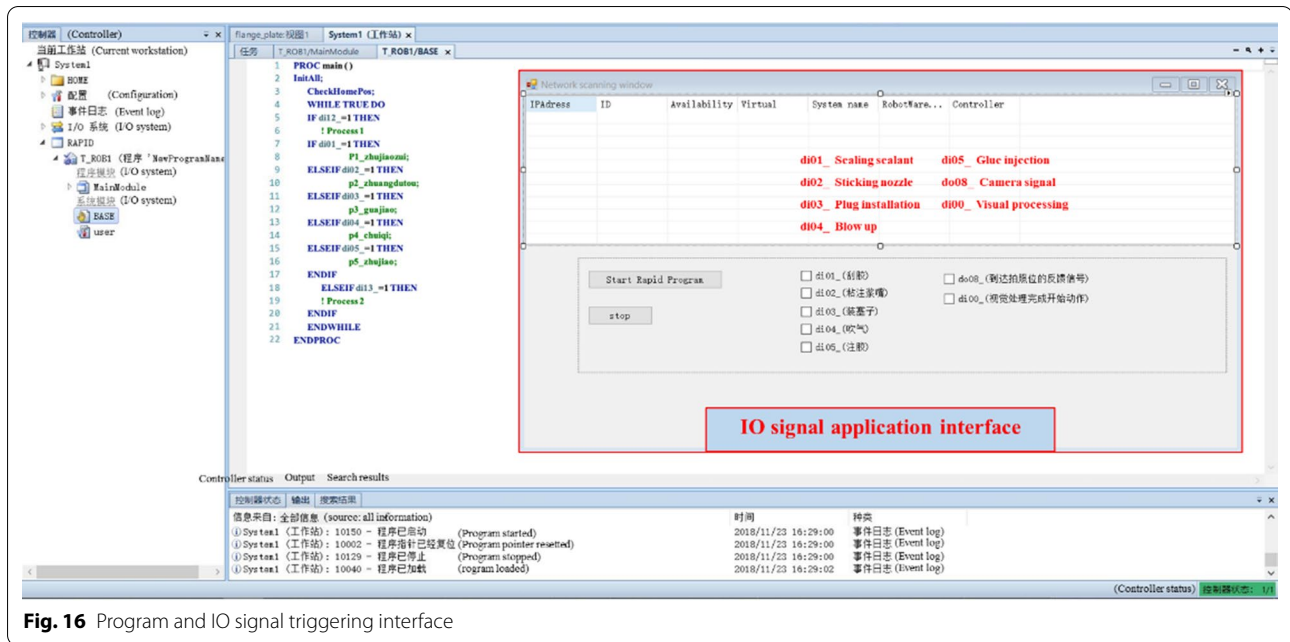 控制器 (Controller)
当前工作站 (Current workstation)
System1
HOME
配置 (Configuration)
事件日志 (Event log)
I/O 系统 (I/O system)
RAPID
T_ROB1 (程序 'NewProgramName
程序模块 (I/O system)
MainModule
系统模块 (I/O system)
BASE
user
flange_plate:视图1 System1 (工作站) ×
任务 T_ROB1/MainModule T_ROB1/BASE ×
1 PROC main ()
2 InitAll;
3 CheckHomePos;
4 WHILE TRUE DO
5 IF di12_=1 THEN
6 ! Process1
7 IF di01_=1 THEN
8 P1_zhujiaozui;
9 ELSEIF di02_=1 THEN
10 p2_zhuangdutou;
11 ELSEIF di03_=1 THEN
12 p3_guajiao;
13 ELSEIF di04_=1 THEN
14 p4_chuiqi;
15 ELSEIF di05_=1 THEN
16 p5_zhujiao;
17 ENDIF
18 ELSEIF di13_=1 THEN
19 ! Process2
20 ENDIF
21 ENDWHILE
22 ENDPROC
Network scanning window
IPAdress ID Availability Virtual System name RobotWare... Controller
di01_ Scaling sealant di05_ Glue injection
di02_ Sticking nozzle do08_ Camera signal
di03_ Plug installation di00_ Visual processing
di04_ Blow up
Start Rapid Program
stop
di01_(刮胶) do08_(到达拍照位的反馈信号)
di02_(粘注浆嘴) di00_(视觉处理完成开始动作)
di03_(装塞子)
di04_(吹气)
di05_(注胶)
IO signal application interface
Controller status Output Search results
控制器状态 输出 搜索结果
信息来自: 全部信息 (source: all information) 时间 种类
System1 (工作站): 10150 - 程序已启动 (Program started) 2018/11/23 16:29:00 事件日志 (Event log)
System1 (工作站): 10002 - 程序指针已经复位 (Program pointer resetted) 2018/11/23 16:29:00 事件日志 (Event log)
System1 (工作站): 10129 - 程序已停止 (Program stopped) 2018/11/23 16:29:00 事件日志 (Event log)
System1 (工作站): 10040 - 程序已加载 (rogram loaded) 2018/11/23 16:29:02 事件日志 (Event log)
(Controller status) 控制器状态: 1/1
Fig. 16 Program and IO signal triggering interface